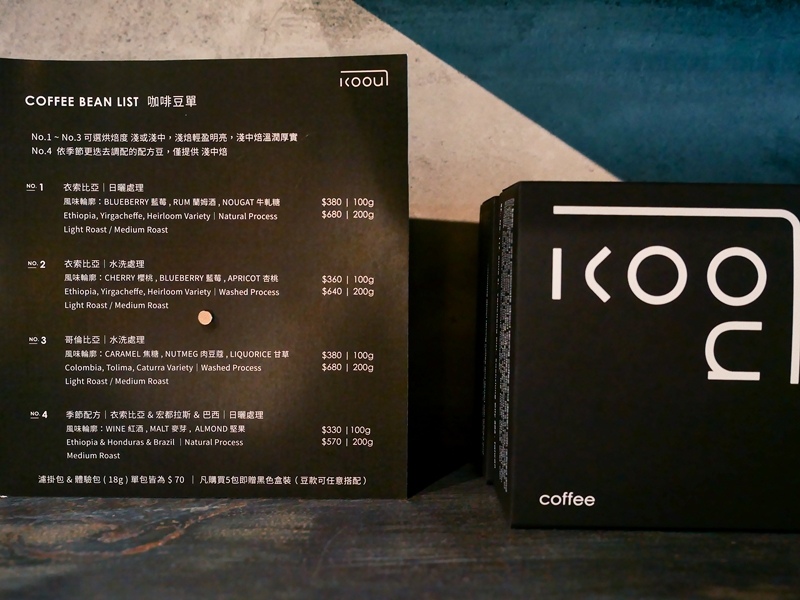 KOOUN
COFFEE BEAN LIST 咖啡豆單
No.1 ~ No.3 可選烘焙度 淺或淺中，淺焙輕盈明亮，淺中焙溫潤厚實
No.4 依季節更迭去調配的配方豆，僅提供 淺中焙
NO. 1 衣索比亞｜日曬處理
風味輪廓：BLUEBERRY 藍莓 , RUM 蘭姆酒 , NOUGAT 牛軋糖 $380 | 100g
Ethiopia, Yirgacheffe, Heirloom Variety｜Natural Process $680 | 200g
Light Roast / Medium Roast
NO. 2 衣索比亞｜水洗處理
風味輪廓：CHERRY 櫻桃 , BLUEBERRY 藍莓 , APRICOT 杏桃 $360 | 100g
Ethiopia, Yirgacheffe, Heirloom Variety｜Washed Process $640 | 200g
Light Roast / Medium Roast
NO. 3 哥倫比亞｜水洗處理
風味輪廓：CARAMEL 焦糖 , NUTMEG 肉豆蔻 , LIQUORICE 甘草 $380 | 100g
Colombia, Tolima, Caturra Variety｜Washed Process $680 | 200g
Light Roast / Medium Roast
NO. 4 季節配方｜衣索比亞 & 宏都拉斯 & 巴西｜日曬處理
風味輪廓：WINE 紅酒 , MALT 麥芽 , ALMOND 堅果 $330 | 100g
Ethiopia & Honduras & Brazil｜Natural Process $570 | 200g
Medium Roast
濾掛包 & 體驗包 ( 18g ) 單包皆為 $ 70 ｜ 凡購買5包即贈黑色盒裝 ( 豆款可任意搭配 )
KOO
n
coffee